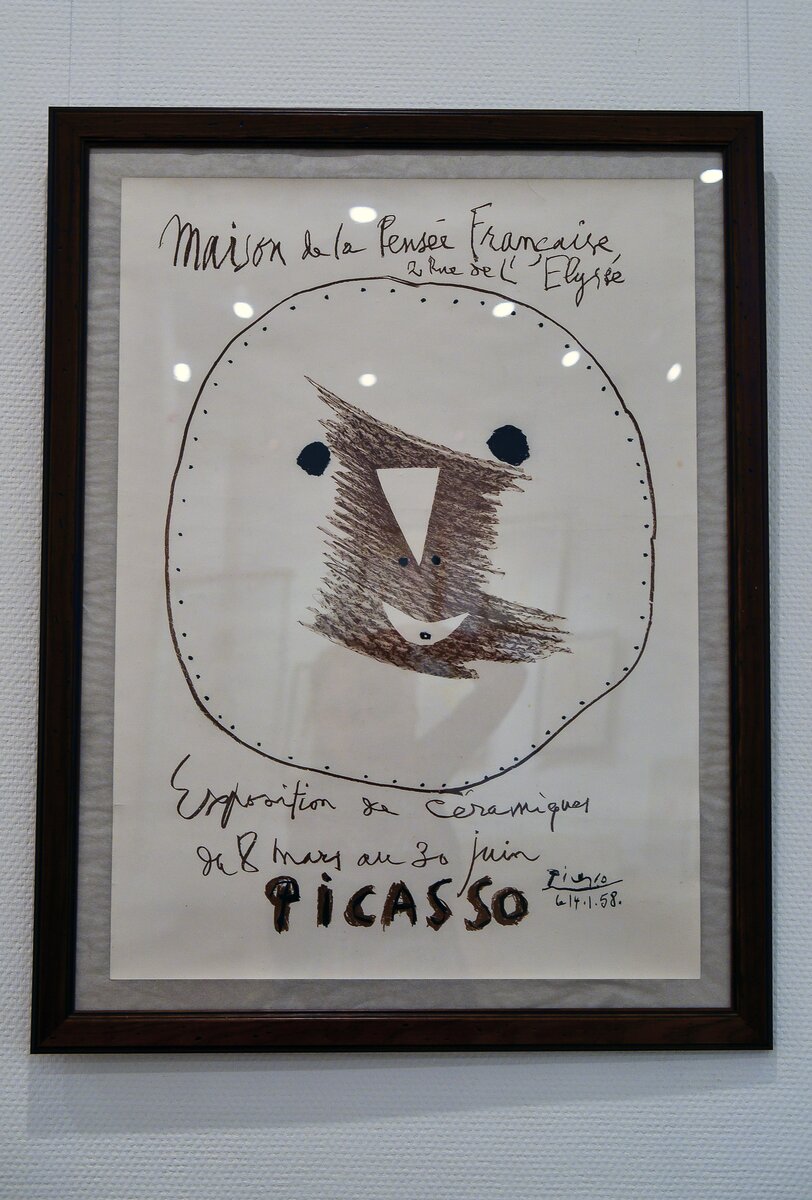 Maison de la Pensée Française
2 Rue de L'Elysée
Exposition de Céramiques
du 8 mars au 30 juin
PICASSO
Picasso
le 14.1.58.